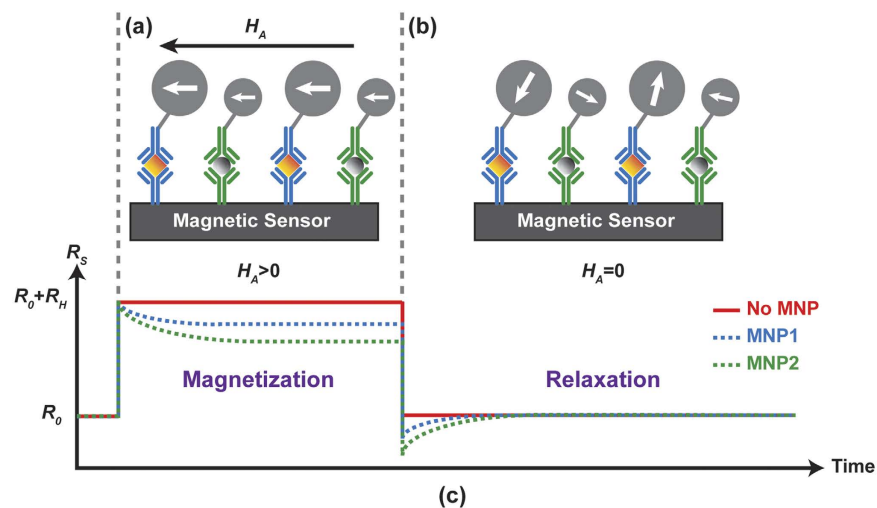 (a)
H_A
(b)
Magnetic Sensor
Magnetic Sensor
R_S
H_A>0
H_A=0
R_0+R_H
No MNP
MNP1
MNP2
Magnetization
Relaxation
R_0
Time
(c)